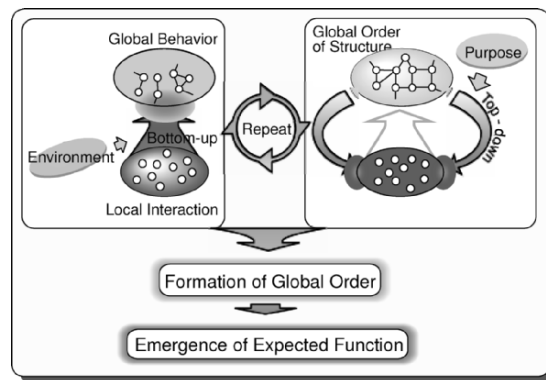 Global Behavior
Environment
Bottom-up
Local Interaction
Repeat
Global Order
of Structure
Purpose
Top - down
Formation of Global Order
Emergence of Expected Function